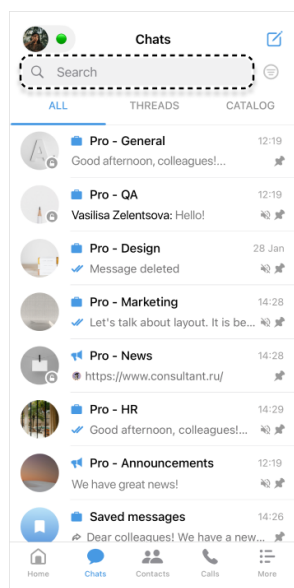 Chats
Search
ALL THREADS CATALOG
Pro - General 12:19
Good afternoon, colleagues!...
Pro - QA 12:19
Vasilisa Zelentsova: Hello!
Pro - Design 28 Jan
Message deleted
Pro - Marketing 14:28
Let's talk about layout. It is be...
Pro - News 14:28
https://www.consultant.ru/
Pro - HR 14:29
Good afternoon, colleagues!...
Pro - Announcements 12:19
We have great news!
Saved messages 14:26
Dear colleagues! We have a new...
Home Chats Contacts Calls More